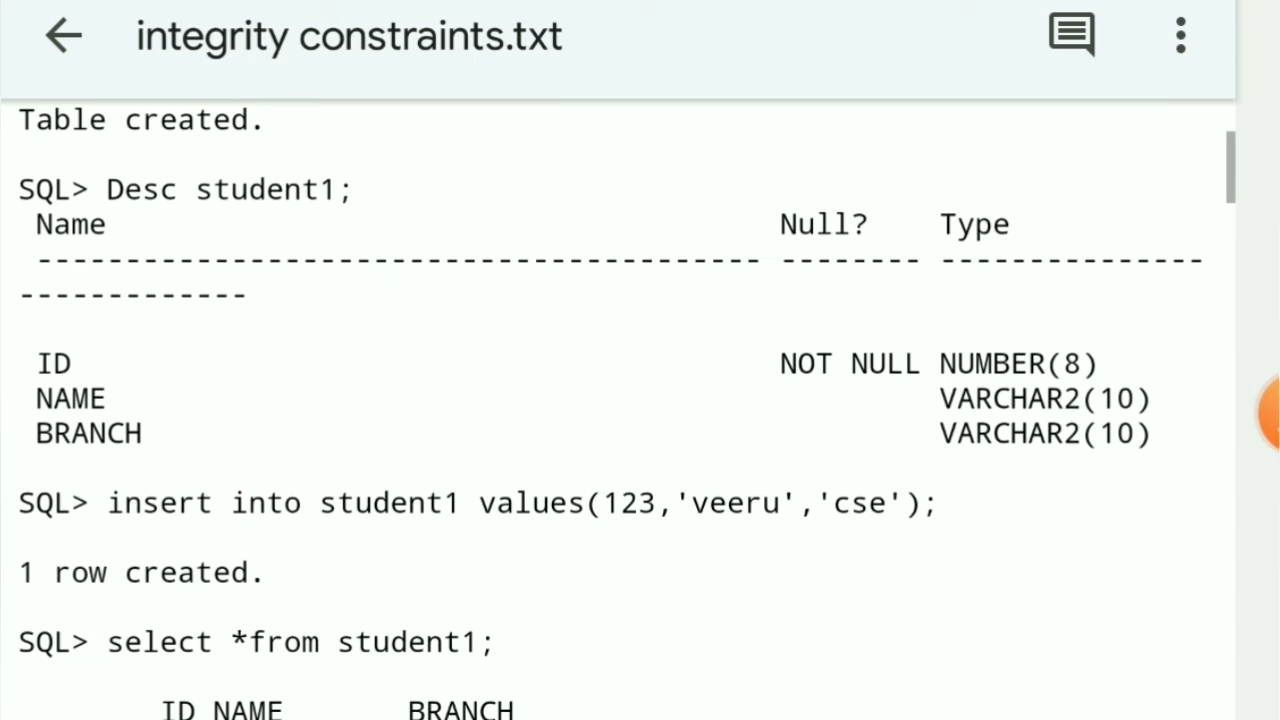 integrity constraints.txt
Table created.
SQL> Desc student1;
Name Null? Type
----------------------------------------- -------- ---------------
-------------
ID NOT NULL NUMBER(8)
NAME VARCHAR2(10)
BRANCH VARCHAR2(10)
SQL> insert into student1 values(123,'veeru','cse');
1 row created.
SQL> select *from student1;
ID NAME BRANCH